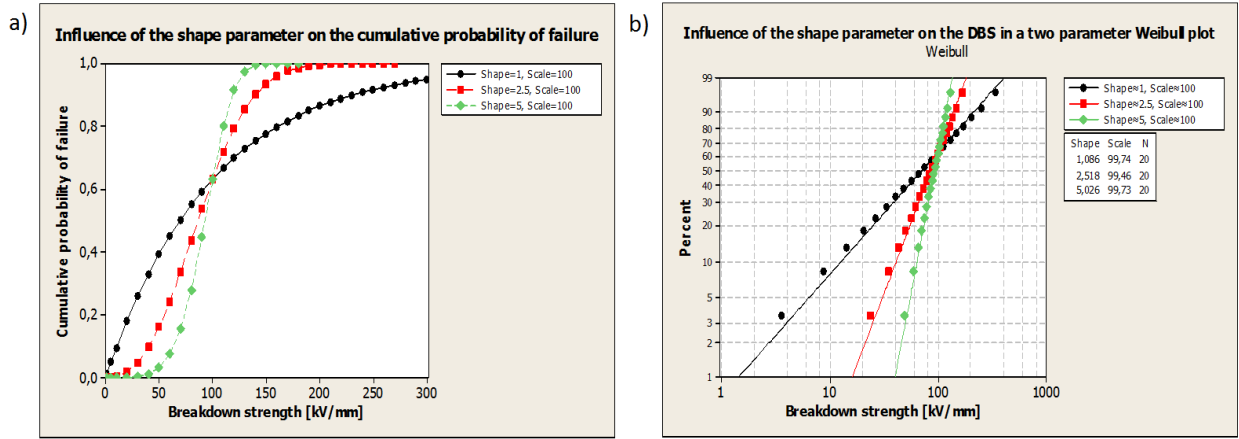 a)
Influence of the shape parameter on the cumulative probability of failure
Cumulative probability of failure
1,0
0,8
0,6
0,4
0,2
0,0
0 50 100 150 200 250 300
Breakdown strength [kV/mm]
Shape=1, Scale=100
Shape=2.5, Scale=100
Shape=5, Scale=100
b)
Influence of the shape parameter on the DBS in a two parameter Weibull plot
Weibull
Percent
99
90
80
70
60
50
40
30
20
10
5
3
2
1
1 10 100 1000
Breakdown strength [kV/mm]
Shape≈1, Scale≈100
Shape≈2.5, Scale≈100
Shape≈5, Scale≈100
Shape Scale N
1,086 99,74 20
2,518 99,46 20
5,026 99,73 20